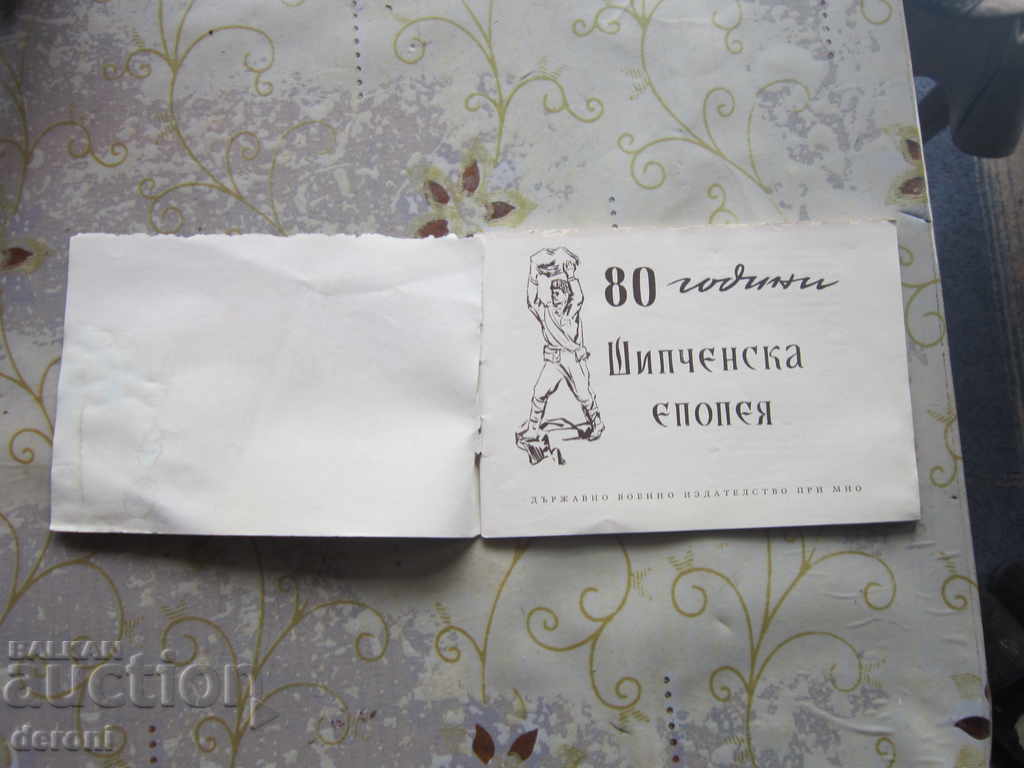 80 години
Шипченска
епопея
ДЪРЖАВНО ВОЕННО ИЗДАТЕЛСТВО ПРИ МНО
BALKAN
auction
deroni